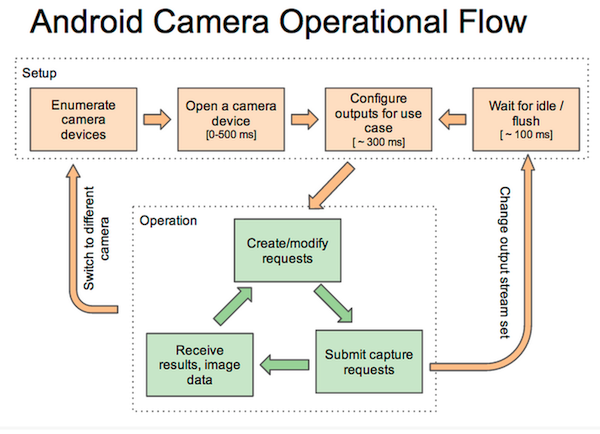 Android Camera Operational Flow
Setup
Enumerate
camera
devices
Open a camera
device
[0-500 ms]
Configure
outputs for use
case
[ ~ 300 ms]
Wait for idle /
flush
[ ~ 100 ms]
Switch to different
camera
Operation
Create/modify
requests
Change output stream set
Receive
results, image
data
Submit capture
requests